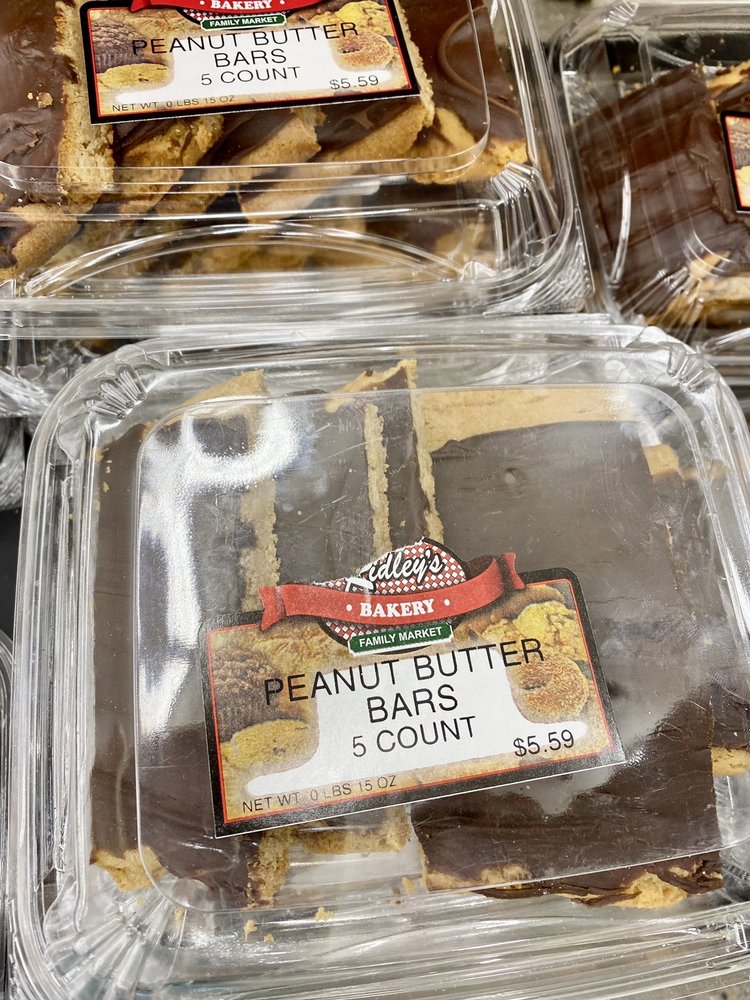 BAKERY
FAMILY MARKET
PEANUT BUTTER
BARS
5 COUNT
$5.59
NET WT 0 LBS 15 OZ
Ridley's
• BAKERY •
FAMILY MARKET
PEANUT BUTTER
BARS
5 COUNT
$5.59
NET WT 0 LBS 15 OZ